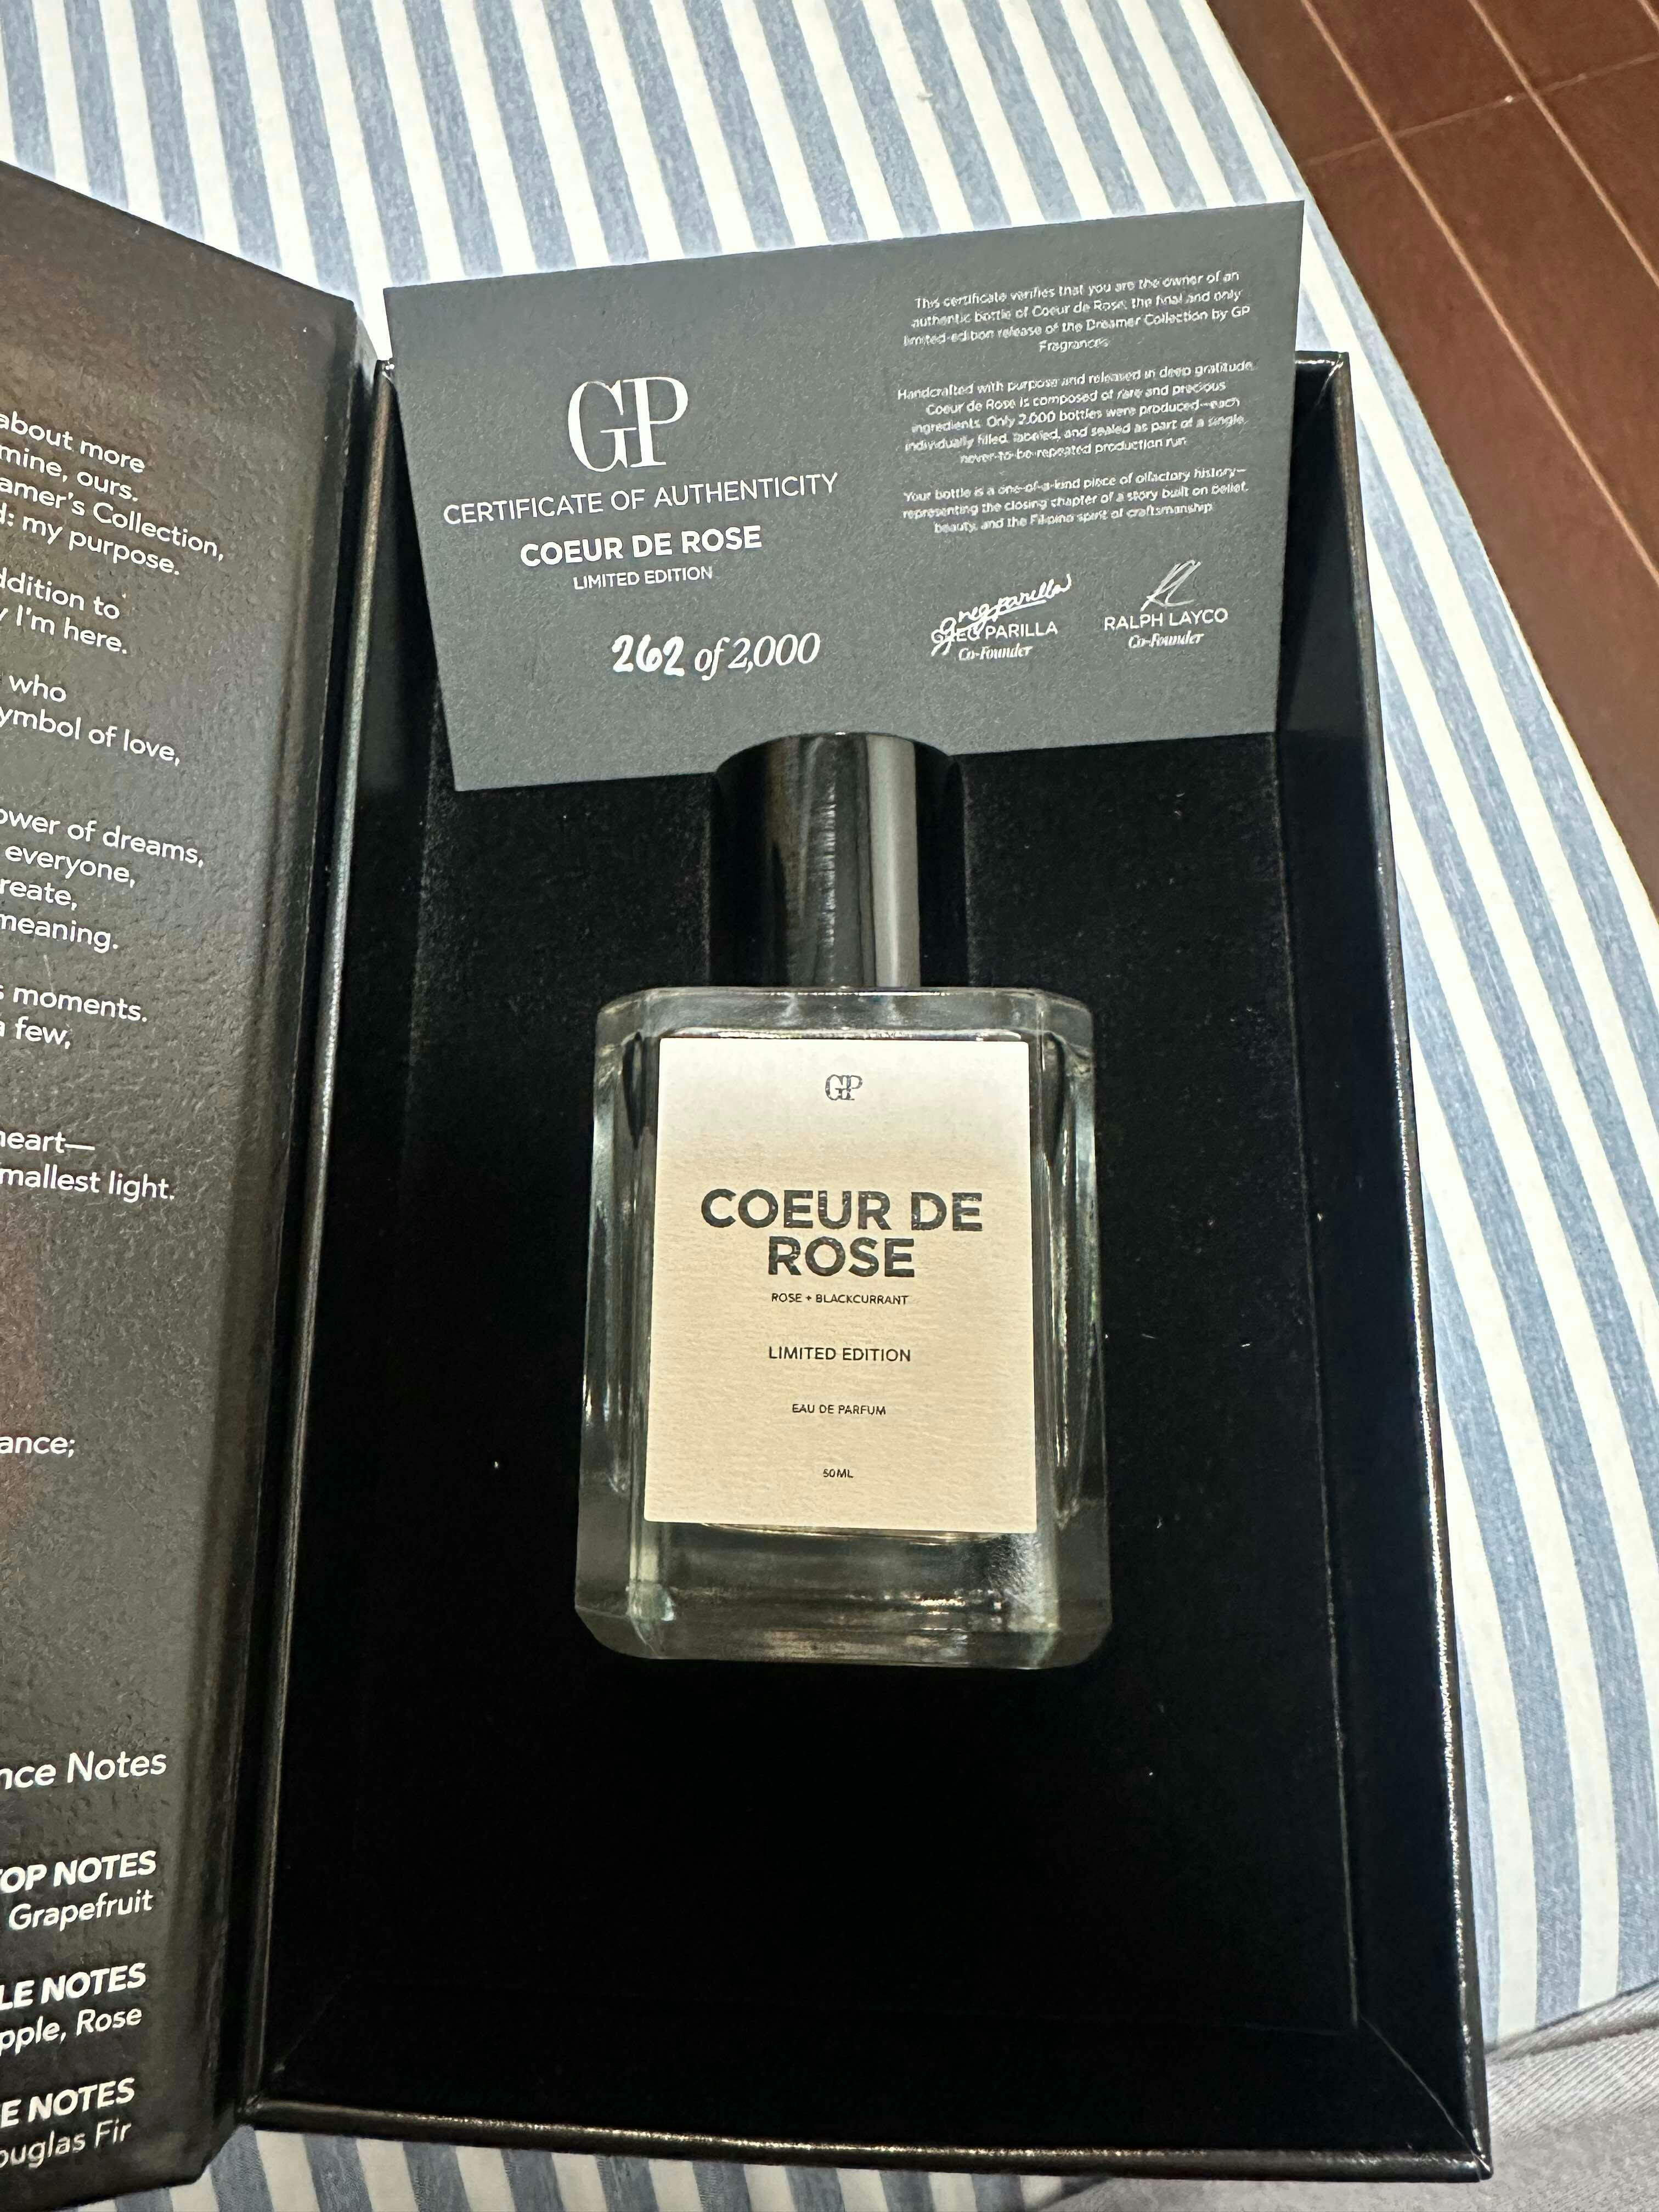 about more
mine, ours.
amer's Collection,
d: my purpose.
ddition to
y I'm here.
who
ymbol of love,
ower of dreams,
everyone,
reate,
meaning.
s moments.
a few,
heart—
mallest light.
ance;
nce Notes
TOP NOTES
Grapefruit
LE NOTES
pple, Rose
E NOTES
ouglas Fir
GP
CERTIFICATE OF AUTHENTICITY
COEUR DE ROSE
LIMITED EDITION
262 of 2,000
This certificate verifies that you are the owner of an
authentic bottle of Coeur de Rose, the final and only
limited-edition release of the Dreamer Collection by GP
Fragrances.
Handcrafted with purpose and released in deep gratitude.
Coeur de Rose is composed of rare and precious
ingredients. Only 2,000 bottles were produced—each
individually filled, labeled, and sealed as part of a single,
never-to-be-repeated production run.
Your bottle is a one-of-a-kind piece of olfactory history—
representing the closing chapter of a story built on belief,
beauty, and the Filipino spirit of craftsmanship.
greg parilla
GREG PARILLA
Co-Founder
RALPH LAYCO
Co-Founder
GP
COEUR DE
ROSE
ROSE + BLACKCURRANT
LIMITED EDITION
EAU DE PARFUM
50ML